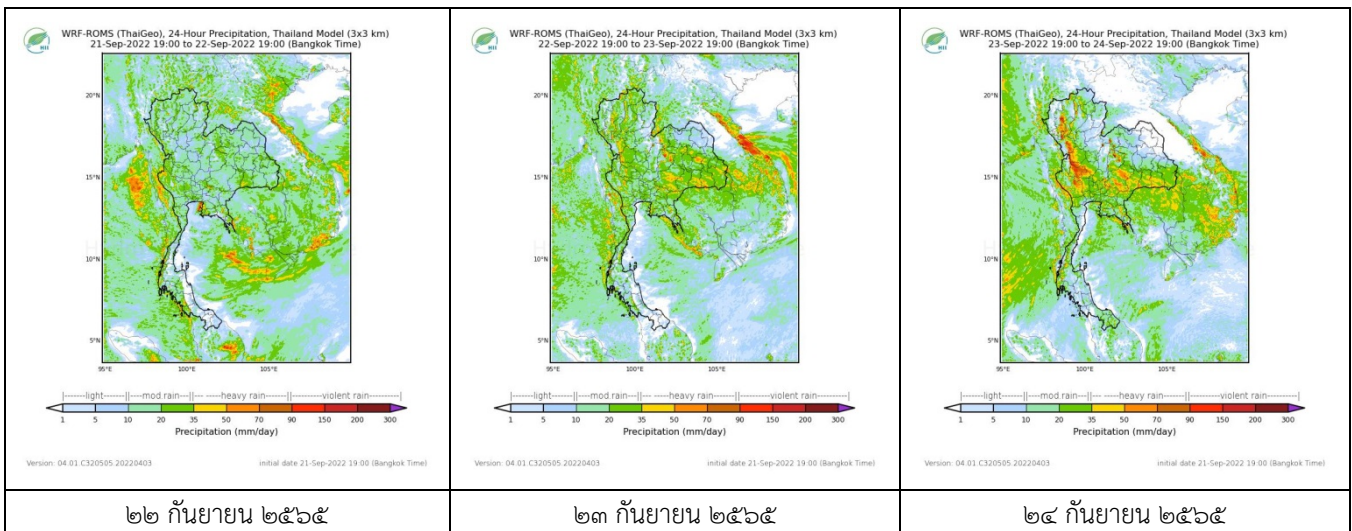 HII
WRF-ROMS (ThaiGeo), 24-Hour Precipitation, Thailand Model (3x3 km)
21-Sep-2022 19:00 to 22-Sep-2022 19:00 (Bangkok Time)
20°N
15°N
10°N
5°N
95°E 100°E 105°E
|------light------||---mod rain---||--- heavy rain ------||------violent rain------|
1 5 10 20 35 50 70 90 150 200 300
Precipitation (mm/day)
Version: 04.01.C320505.20220403 initial date 21-Sep-2022 19:00 (Bangkok Time)
๒๒ กันยายน ๒๕๖๕
HII
WRF-ROMS (ThaiGeo), 24-Hour Precipitation, Thailand Model (3x3 km)
22-Sep-2022 19:00 to 23-Sep-2022 19:00 (Bangkok Time)
20°N
15°N
10°N
5°N
95°E 100°E 105°E
|------light------||---mod rain---||--- heavy rain ------||------violent rain------|
1 5 10 20 35 50 70 90 150 200 300
Precipitation (mm/day)
Version: 04.01.C320505.20220403 initial date 21-Sep-2022 19:00 (Bangkok Time)
๒๓ กันยายน ๒๕๖๕
HII
WRF-ROMS (ThaiGeo), 24-Hour Precipitation, Thailand Model (3x3 km)
23-Sep-2022 19:00 to 24-Sep-2022 19:00 (Bangkok Time)
20°N
15°N
10°N
5°N
95°E 100°E 105°E
|------light------||---mod rain---||--- heavy rain ------||------violent rain------|
1 5 10 20 35 50 70 90 150 200 300
Precipitation (mm/day)
Version: 04.01.C320505.20220403 initial date 21-Sep-2022 19:00 (Bangkok Time)
๒๔ กันยายน ๒๕๖๕